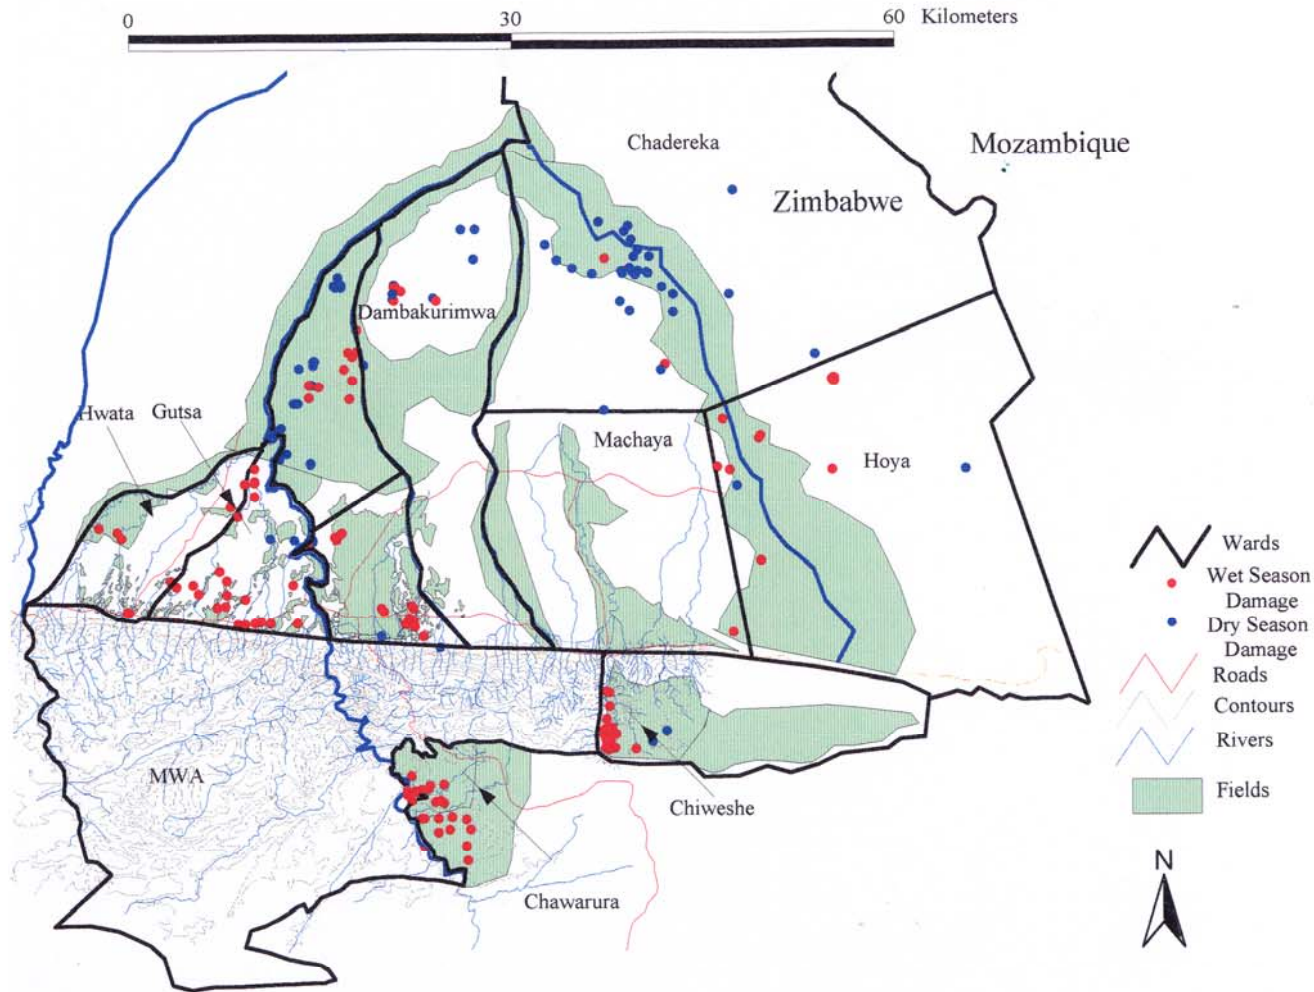 0 30 60 Kilometers
Chadereka
Mozambique
Zimbabwe
Dambakurimwa
Hwata Gutsa
Machaya
Hoya
MWA
Chiweshe
Chawarura
Wards
Wet Season
Damage
Dry Season
Damage
Roads
Contours
Rivers
Fields
N